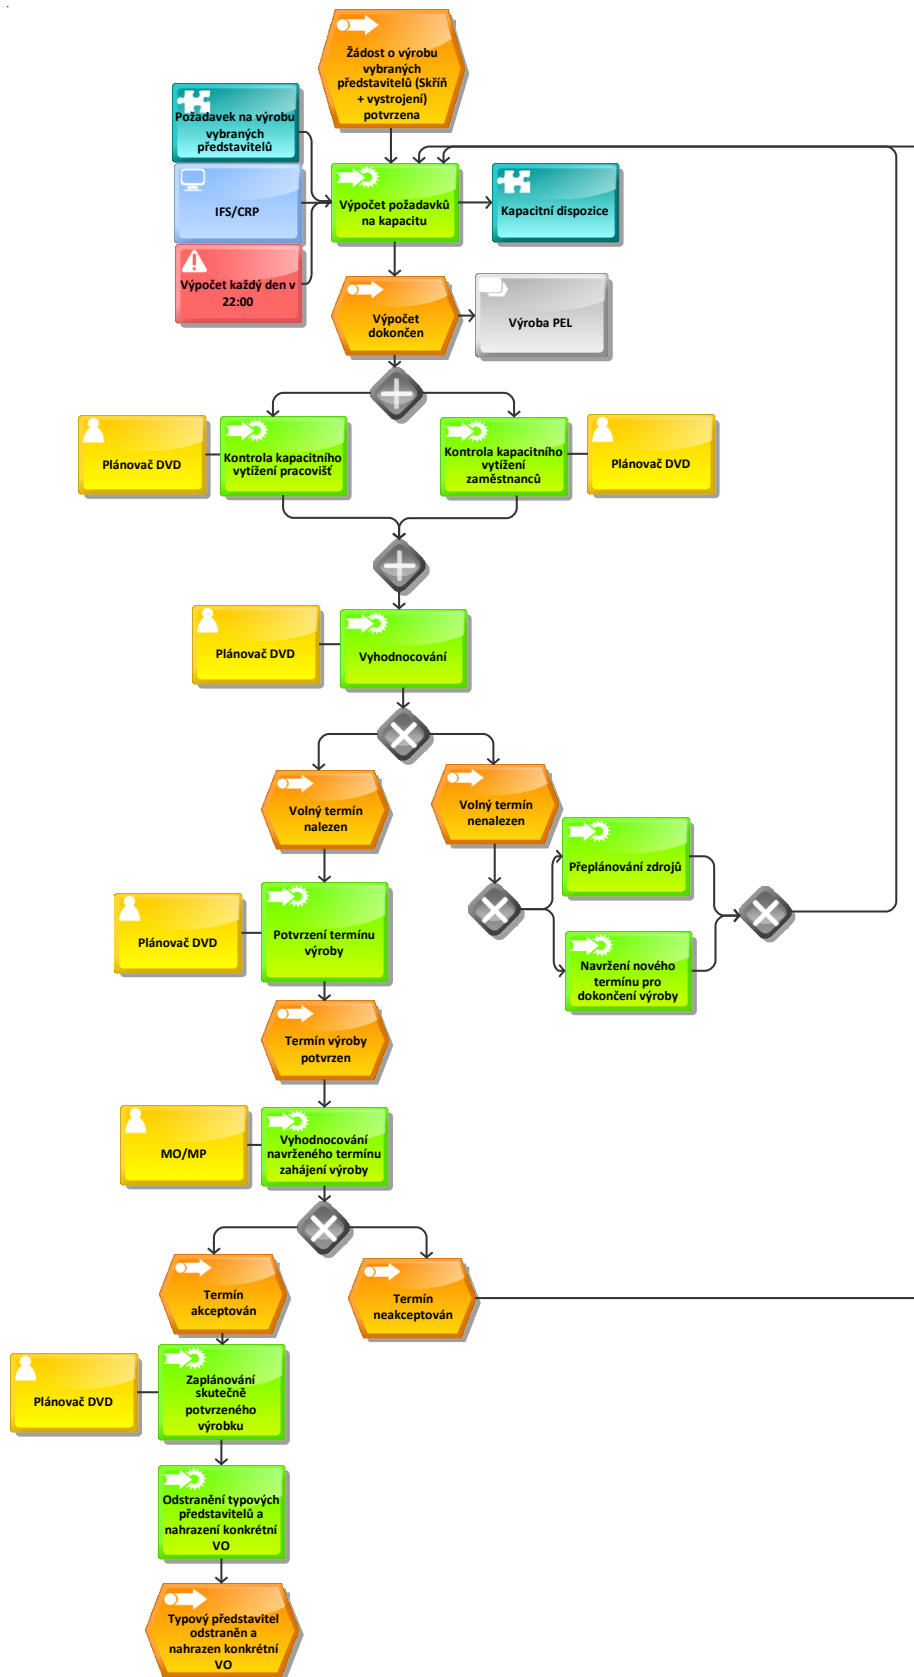 Žádost o výrobu
vybraných
představitelů (Skříň
+ vystrojení)
potvrzena
Požadavek na výrobu
vybraných
představitelů
IFS/CRP
Výpočet požadavků
na kapacitu
Kapacitní dispozice
Výpočet každý den v
22:00
Výpočet
dokončen
Výroba PEL
Plánovač DVD
Kontrola kapacitního
vytížení pracovišť
Kontrola kapacitního
vytížení
zaměstnanců
Plánovač DVD
Plánovač DVD
Vyhodnocování
Volný termín
nalezen
Volný termín
nenalezen
Přeplánování zdrojů
Plánovač DVD
Potvrzení termínu
výroby
Navržení nového
termínu pro
dokončení výroby
Termín výroby
potvrzen
MO/MP
Vyhodnocování
navrženého termínu
zahájení výroby
Termín
akceptován
Termín
neakceptován
Plánovač DVD
Zaplánování
skutečně
potvrzeného
výrobku
Odstranění typových
představitelů a
nahrazení konkrétní
VO
Typový představitel
odstraněn a
nahrazen konkrétní
VO